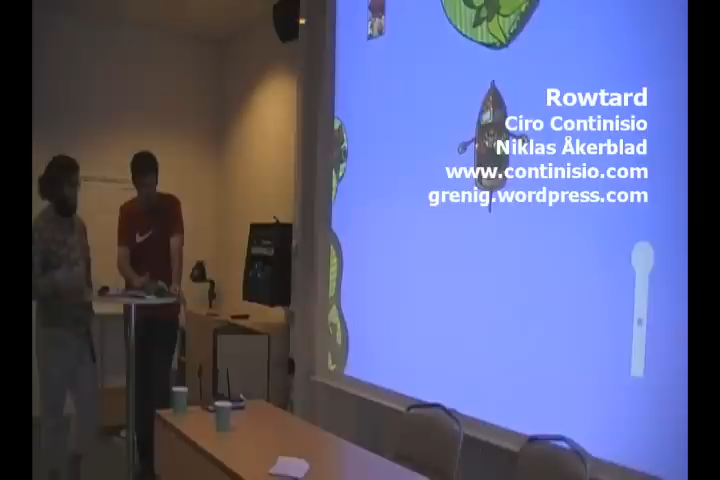 Rowtard
Ciro Continisio
Niklas Åkerblad
www.continisio.com
grenig.wordpress.com